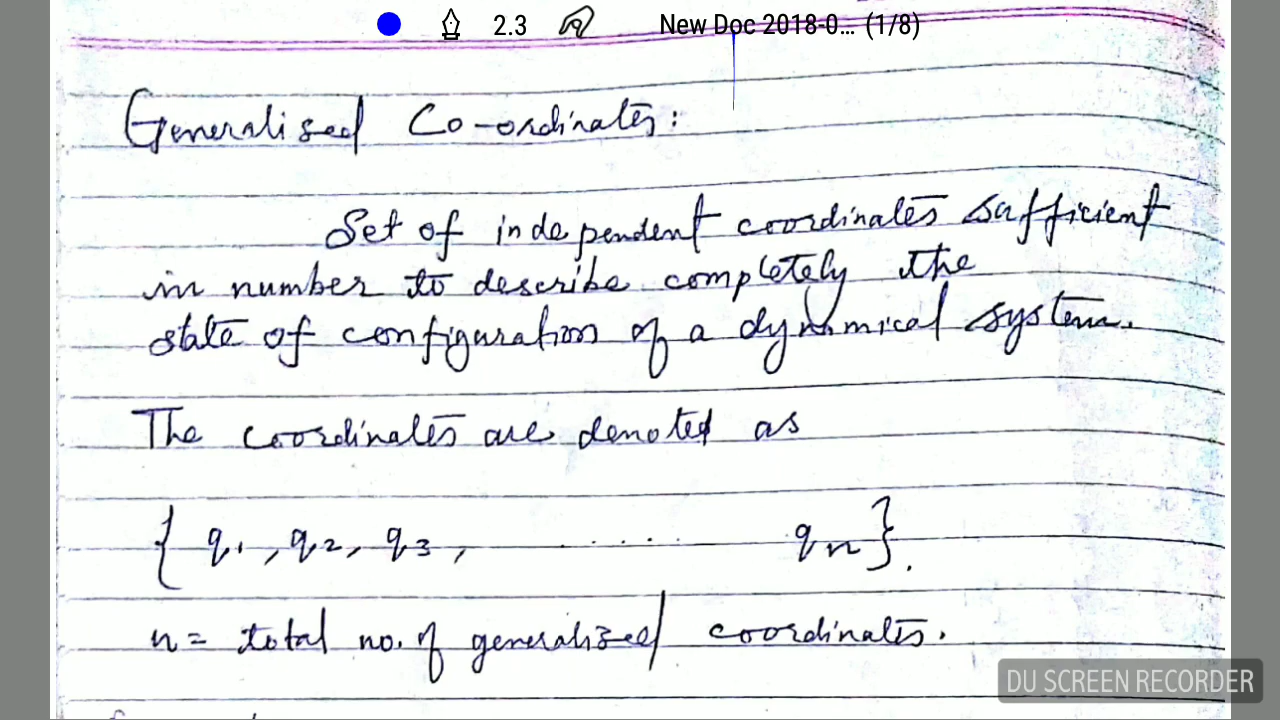 2.3 New Doc 2018-0... (1/8)
Generalised Co-ordinates:
Set of independent coordinates sufficient
in number to describe completely the
state of configuration of a dynamical system.
The coordinates are denoted as
{ q1, q2, q3, ....... qn}.
n = total no. of generalized coordinates.
DU SCREEN RECORDER